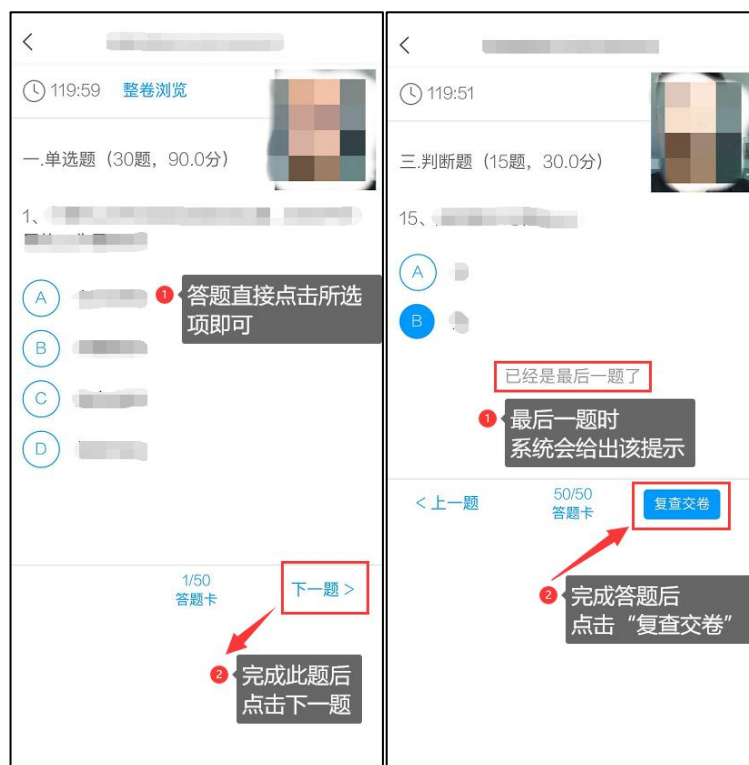 119:59 整卷浏览
一.单选题（30题，90.0分）
1、
A
❶ 答题直接点击所选
项即可
B
C
D
1/50
答题卡
下一题 >
❷ 完成此题后
点击下一题
119:51
三.判断题（15题，30.0分）
15、
A
B
已经是最后一题了
❶ 最后一题时
系统会给出该提示
< 上一题
50/50
答题卡
复查交卷
❷ 完成答题后
点击“复查交卷”